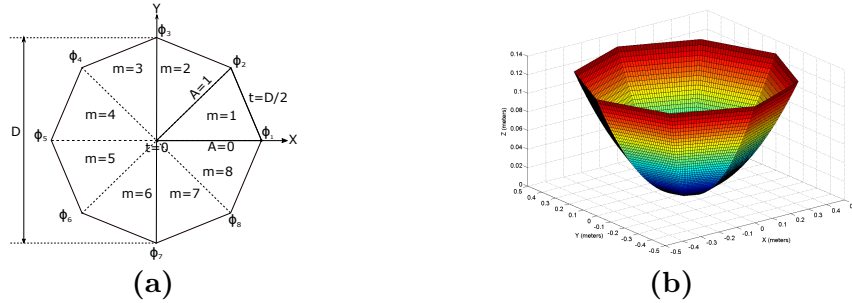 Y
ϕ₃
ϕ₄
ϕ₂
m=3
m=2
A=1
t=D/2
m=4
m=1
D
ϕ₅
t=0
A=0
ϕ₁
X
m=5
m=8
m=6
m=7
ϕ₆
ϕ₈
ϕ₇
(a)
0.14
0.12
0.1
0.08
0.06
0.04
0.02
0
Z (meters)
0.5
0.4
0.3
0.2
0.1
0
-0.1
-0.2
-0.3
-0.4
-0.5
Y (meters)
-0.5
-0.4
-0.3
-0.2
-0.1
0
0.1
0.2
0.3
0.4
X (meters)
(b)